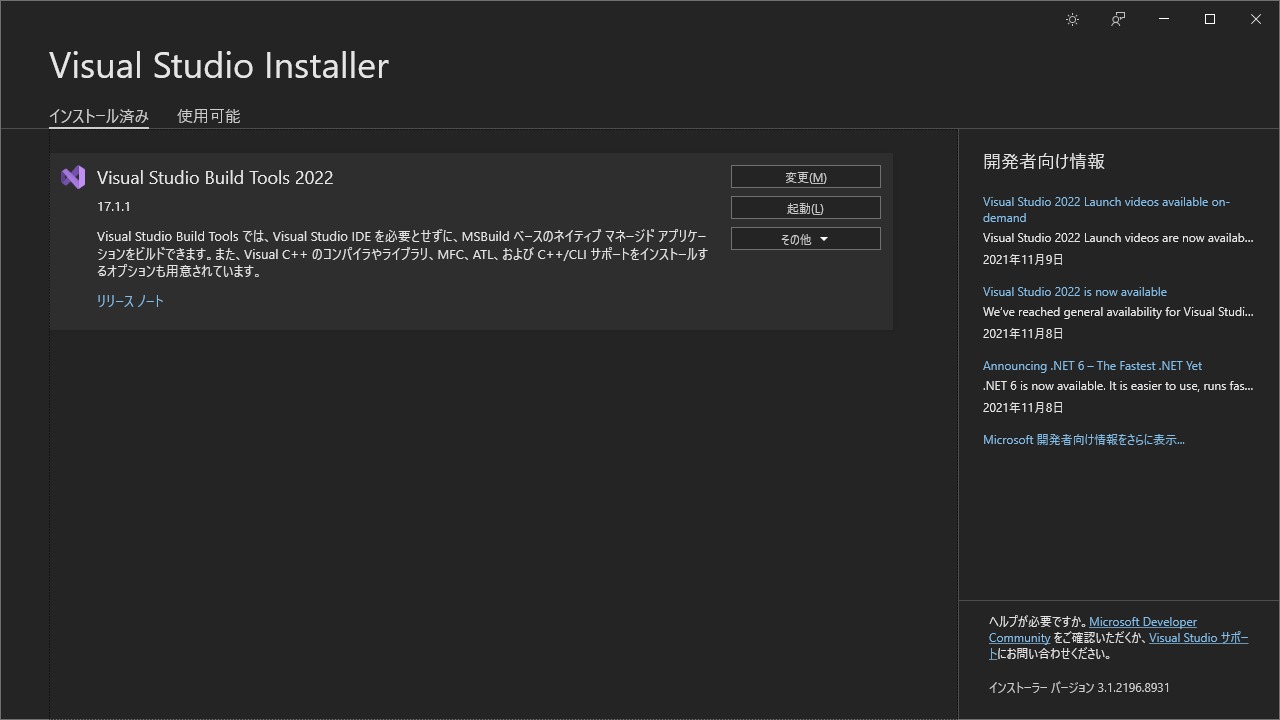 Visual Studio Installer
インストール済み
使用可能
Visual Studio Build Tools 2022
17.1.1
Visual Studio Build Tools では、Visual Studio IDE を必要とせずに、MSBuild ベースのネイティブ マネージド アプリケー
ションをビルドできます。また、Visual C++ のコンパイラやライブラリ、MFC、ATL、および C++/CLI サポートをインストールす
るオプションも用意されています。
リリース ノート
変更(M)
起動(L)
その他
開発者向け情報
Visual Studio 2022 Launch videos available on-
demand
Visual Studio 2022 Launch videos are now availab...
2021年11月9日
Visual Studio 2022 is now available
We've reached general availability for Visual Studi...
2021年11月8日
Announcing .NET 6 – The Fastest .NET Yet
.NET 6 is now available. It is easier to use, runs fas...
2021年11月8日
Microsoft 開発者向け情報をさらに表示...
ヘルプが必要ですか。Microsoft Developer
Community をご確認いただくか、Visual Studio サポー
トにお問い合わせください。
インストーラー バージョン 3.1.2196.8931